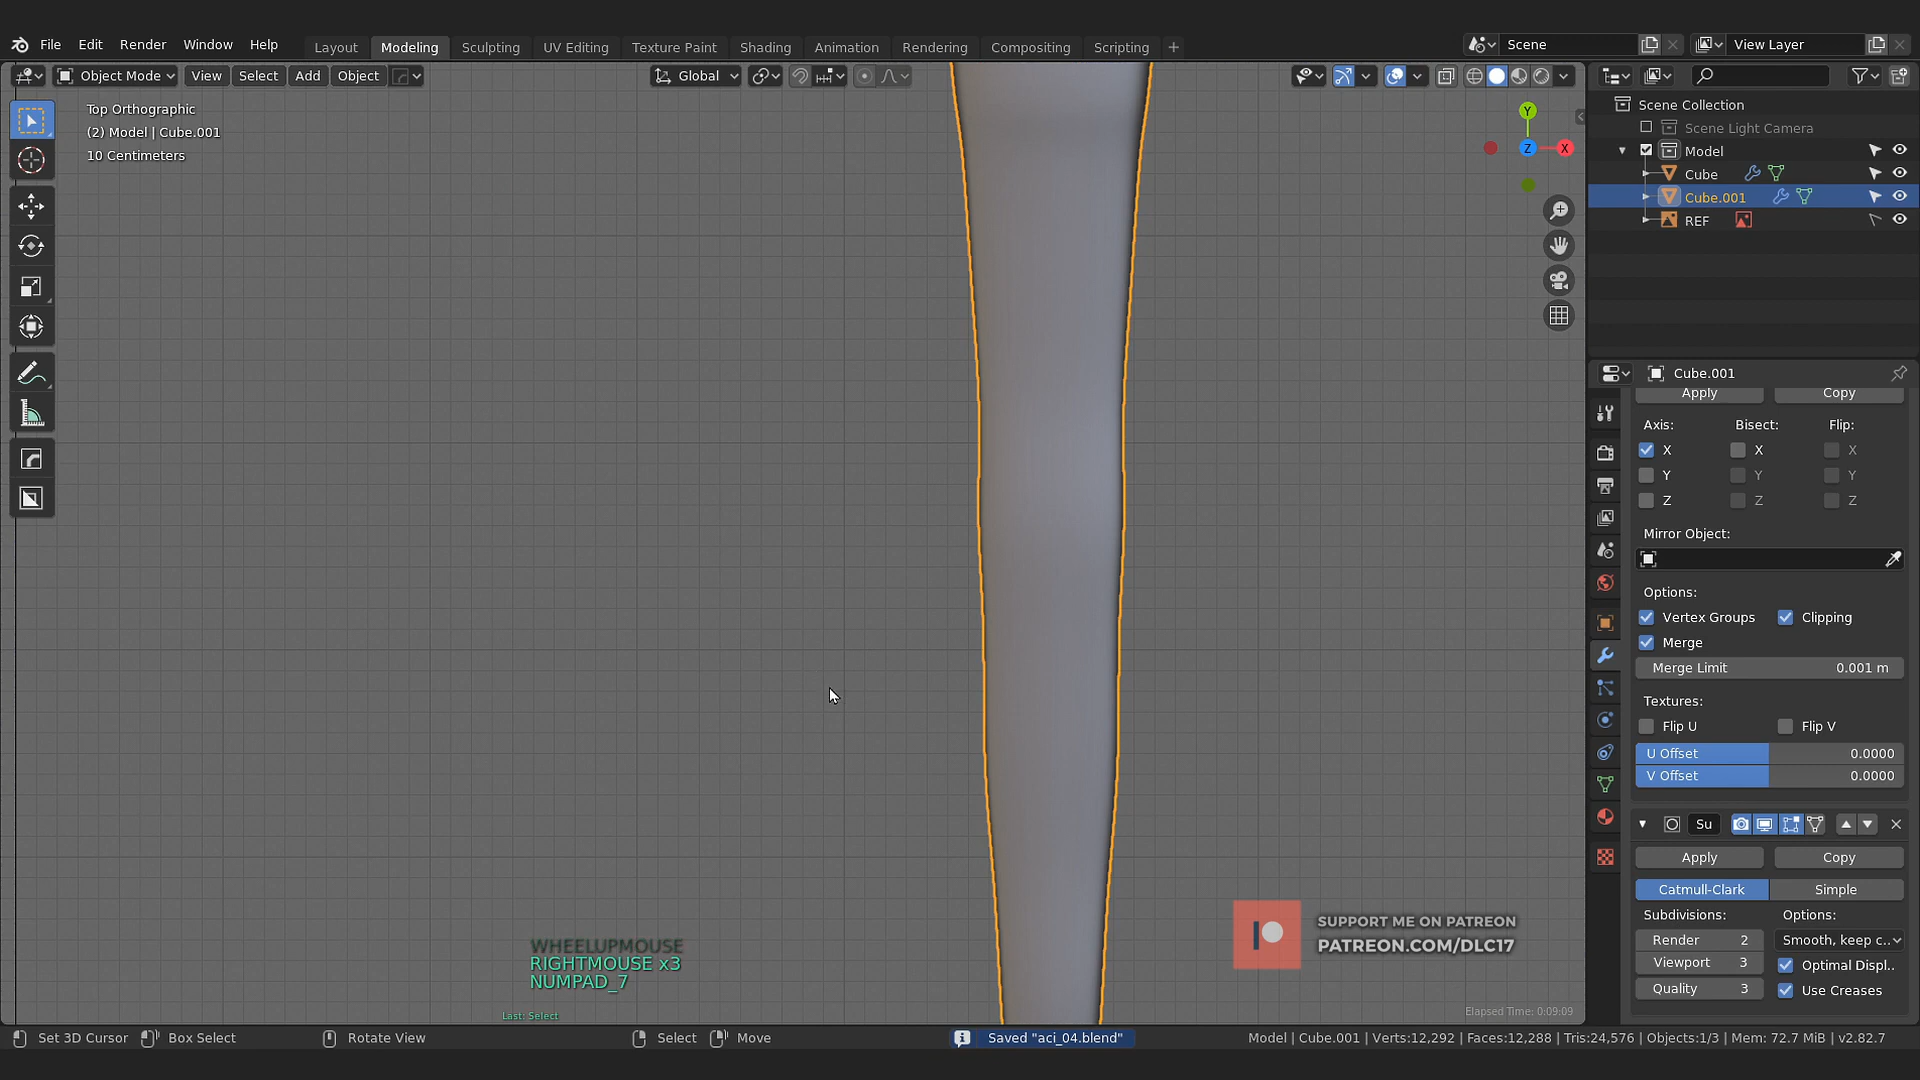 File Edit Render Window Help Layout Modeling Sculpting UV Editing Texture Paint Shading Animation Rendering Compositing Scripting + Scene View Layer
Object Mode View Select Add Object Global
Top Orthographic
(2) Model | Cube.001
10 Centimeters
Y
Z
X
Scene Collection
Scene Light Camera
Model
Cube
Cube.001
REF
Cube.001
Apply Copy
Axis: Bisect: Flip:
X X X
Y Y Y
Z Z Z
Mirror Object:
Options:
Vertex Groups Clipping
Merge
Merge Limit 0.001 m
Textures:
Flip U Flip V
U Offset 0.0000
V Offset 0.0000
Su
Apply Copy
Catmull-Clark Simple
Subdivisions: Options:
Render 2 Smooth, keep c..
Viewport 3 Optimal Displ..
Quality 3 Use Creases
SUPPORT ME ON PATREON
PATREON.COM/DLC17
WHEELUPMOUSE
RIGHTMOUSE x3
NUMPAD_7
Last: Select
Elapsed Time: 0:09:09
Set 3D Cursor Box Select Rotate View Select Move Saved "aci_04.blend" Model | Cube.001 | Verts:12,292 | Faces:12,288 | Tris:24,576 | Objects:1/3 | Mem: 72.7 MiB | v2.82.7